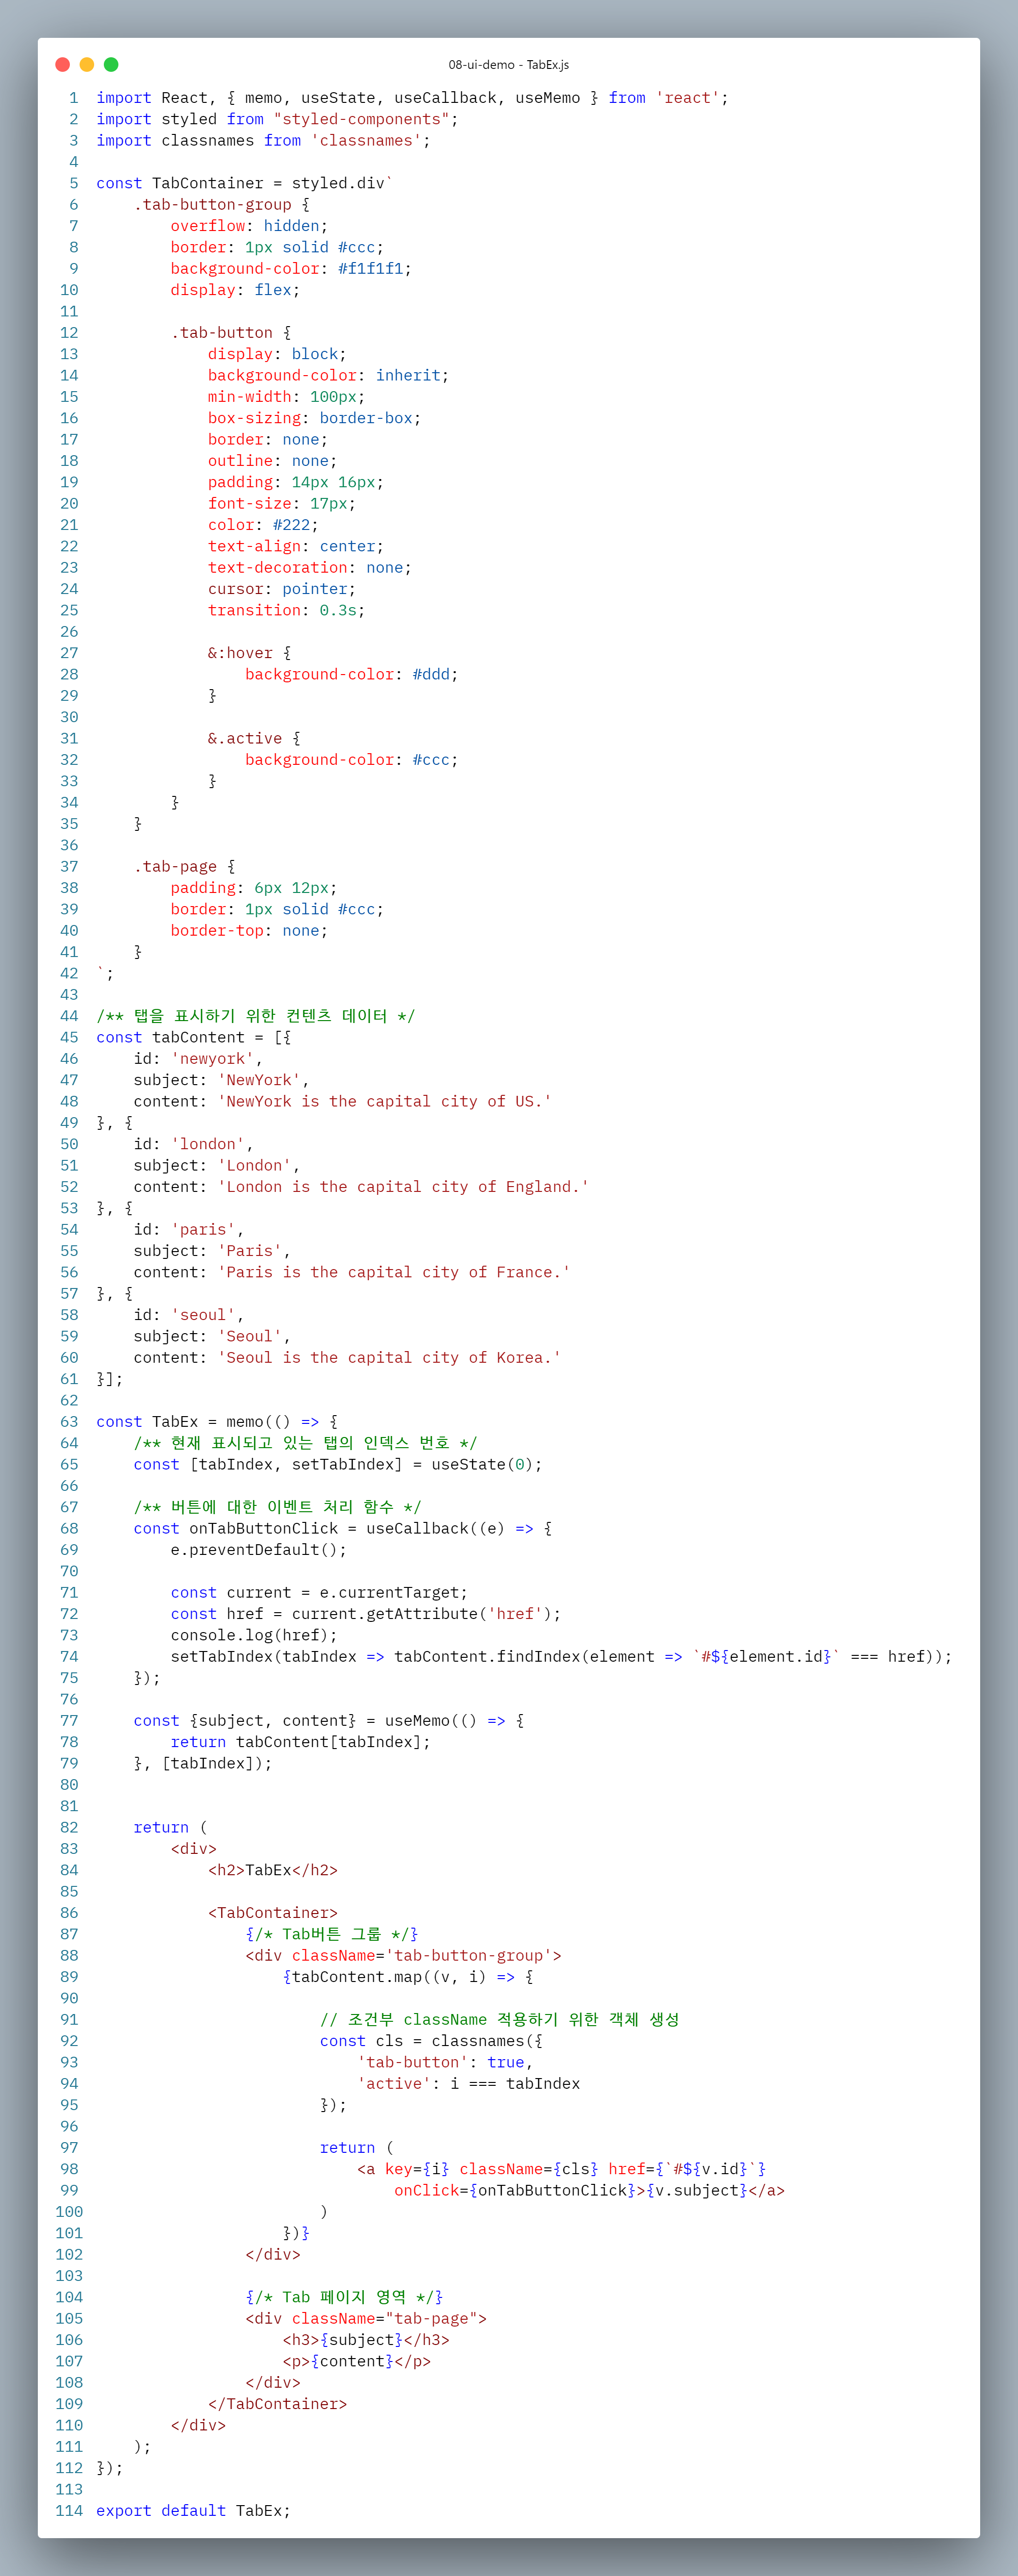 08-ui-demo - TabEx.js
1 import React, { memo, useState, useCallback, useMemo } from 'react';
2 import styled from "styled-components";
3 import classnames from 'classnames';
4
5 const TabContainer = styled.div`
6     .tab-button-group {
7         overflow: hidden;
8         border: 1px solid #ccc;
9         background-color: #f1f1f1;
10         display: flex;
11
12         .tab-button {
13             display: block;
14             background-color: inherit;
15             min-width: 100px;
16             box-sizing: border-box;
17             border: none;
18             outline: none;
19             padding: 14px 16px;
20             font-size: 17px;
21             color: #222;
22             text-align: center;
23             text-decoration: none;
24             cursor: pointer;
25             transition: 0.3s;
26
27             &:hover {
28                 background-color: #ddd;
29             }
30
31             &.active {
32                 background-color: #ccc;
33             }
34         }
35     }
36
37     .tab-page {
38         padding: 6px 12px;
39         border: 1px solid #ccc;
40         border-top: none;
41     }
42 `;
43
44 /** 탭을 표시하기 위한 컨텐츠 데이터 */
45 const tabContent = [{
46     id: 'newyork',
47     subject: 'NewYork',
48     content: 'NewYork is the capital city of US.'
49 }, {
50     id: 'london',
51     subject: 'London',
52     content: 'London is the capital city of England.'
53 }, {
54     id: 'paris',
55     subject: 'Paris',
56     content: 'Paris is the capital city of France.'
57 }, {
58     id: 'seoul',
59     subject: 'Seoul',
60     content: 'Seoul is the capital city of Korea.'
61 }];
62
63 const TabEx = memo(() => {
64     /** 현재 표시되고 있는 탭의 인덱스 번호 */
65     const [tabIndex, setTabIndex] = useState(0);
66
67     /** 버튼에 대한 이벤트 처리 함수 */
68     const onTabButtonClick = useCallback((e) => {
69         e.preventDefault();
70
71         const current = e.currentTarget;
72         const href = current.getAttribute('href');
73         console.log(href);
74         setTabIndex(tabIndex => tabContent.findIndex(element => `#${element.id}` === href));
75     });
76
77     const {subject, content} = useMemo(() => {
78         return tabContent[tabIndex];
79     }, [tabIndex]);
80
81
82     return (
83         <div>
84             <h2>TabEx</h2>
85
86             <TabContainer>
87                 {/* Tab버튼 그룹 */}
88                 <div className='tab-button-group'>
89                     {tabContent.map((v, i) => {
90
91                         // 조건부 className 적용하기 위한 객체 생성
92                         const cls = classnames({
93                             'tab-button': true,
94                             'active': i === tabIndex
95                         });
96
97                         return (
98                             <a key={i} className={cls} href={`#${v.id}`}
99                                 onClick={onTabButtonClick}>{v.subject}</a>
100                         )
101                     })}
102                 </div>
103
104                 {/* Tab 페이지 영역 */}
105                 <div className="tab-page">
106                     <h3>{subject}</h3>
107                     <p>{content}</p>
108                 </div>
109             </TabContainer>
110         </div>
111     );
112 });
113
114 export default TabEx;